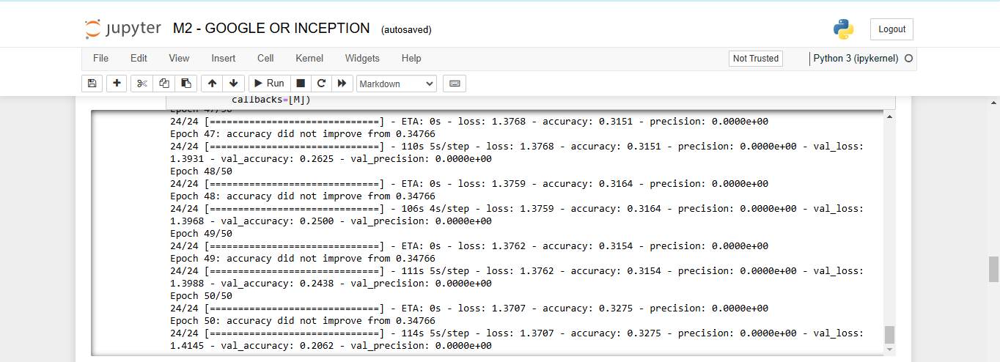 jupyter M2 - GOOGLE OR INCEPTION (autosaved)
Logout
File Edit View Insert Cell Kernel Widgets Help
Not Trusted
Python 3 (ipykernel)
Run
Markdown
callbacks=[M])
Epoch 47/50
24/24 [==============================] - ETA: 0s - loss: 1.3768 - accuracy: 0.3151 - precision: 0.0000e+00
Epoch 47: accuracy did not improve from 0.34766
24/24 [==============================] - 110s 5s/step - loss: 1.3768 - accuracy: 0.3151 - precision: 0.0000e+00 - val_loss:
1.3931 - val_accuracy: 0.2625 - val_precision: 0.0000e+00
Epoch 48/50
24/24 [==============================] - ETA: 0s - loss: 1.3759 - accuracy: 0.3164 - precision: 0.0000e+00
Epoch 48: accuracy did not improve from 0.34766
24/24 [==============================] - 106s 4s/step - loss: 1.3759 - accuracy: 0.3164 - precision: 0.0000e+00 - val_loss:
1.3968 - val_accuracy: 0.2500 - val_precision: 0.0000e+00
Epoch 49/50
24/24 [==============================] - ETA: 0s - loss: 1.3762 - accuracy: 0.3154 - precision: 0.0000e+00
Epoch 49: accuracy did not improve from 0.34766
24/24 [==============================] - 111s 5s/step - loss: 1.3762 - accuracy: 0.3154 - precision: 0.0000e+00 - val_loss:
1.3988 - val_accuracy: 0.2438 - val_precision: 0.0000e+00
Epoch 50/50
24/24 [==============================] - ETA: 0s - loss: 1.3707 - accuracy: 0.3275 - precision: 0.0000e+00
Epoch 50: accuracy did not improve from 0.34766
24/24 [==============================] - 114s 5s/step - loss: 1.3707 - accuracy: 0.3275 - precision: 0.0000e+00 - val_loss:
1.4145 - val_accuracy: 0.2062 - val_precision: 0.0000e+00